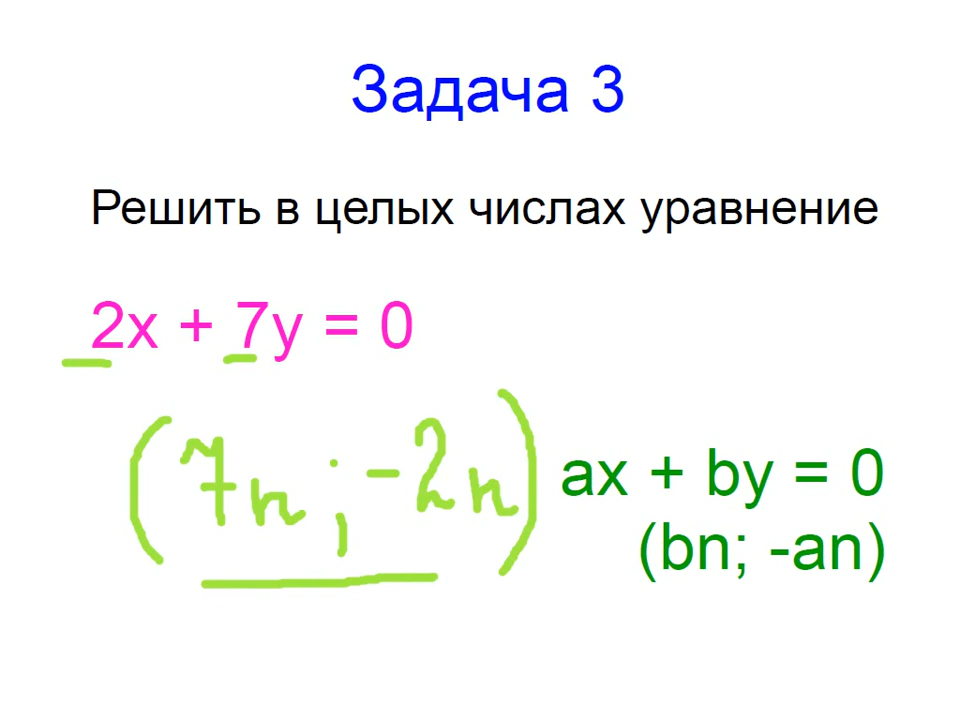 Задача 3
Решить в целых числах уравнение
2x + 7y = 0
(7n ; -2n)
ax + by = 0
(bn; -an)